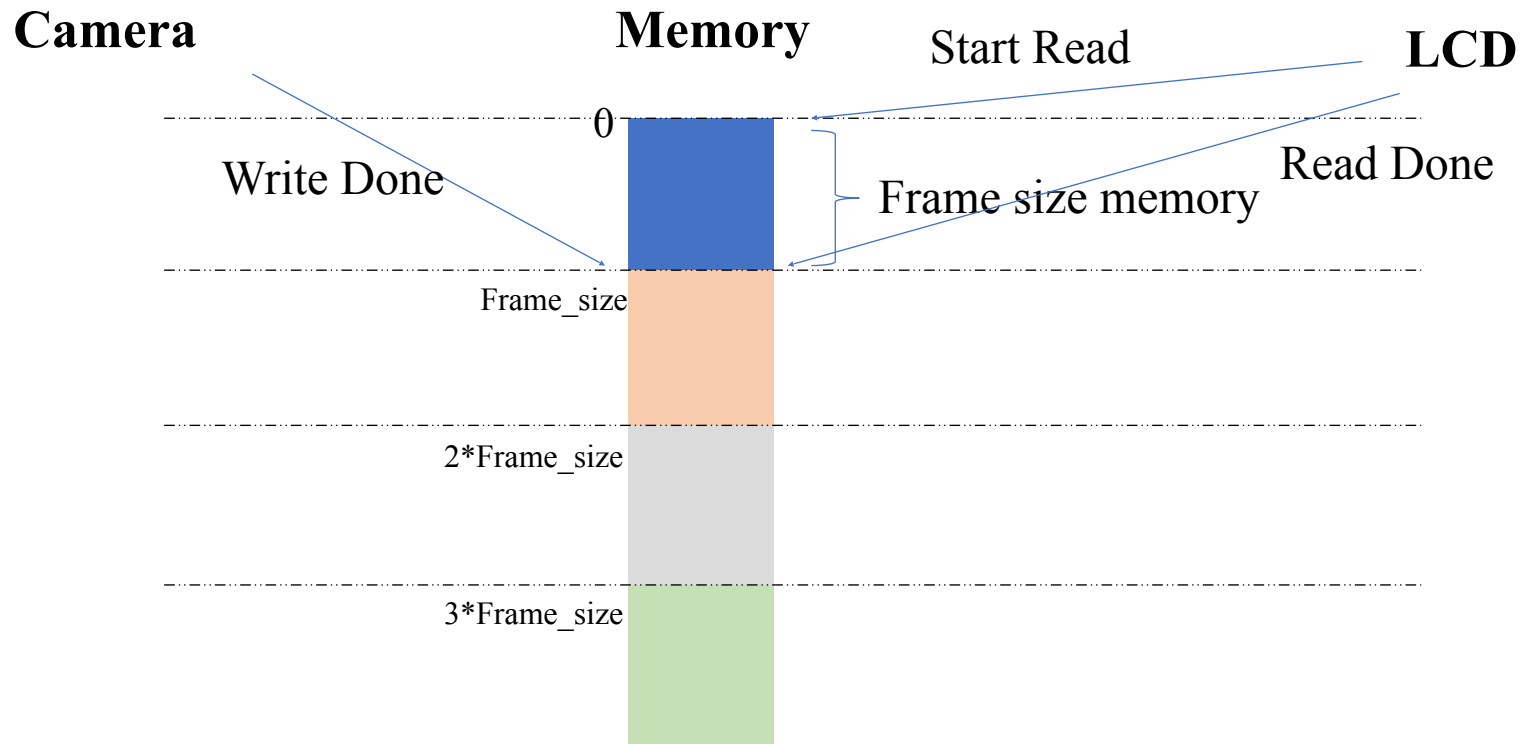 Camera
Memory
Start Read
LCD
0
Write Done
Frame size memory
Read Done
Frame_size
2*Frame_size
3*Frame_size